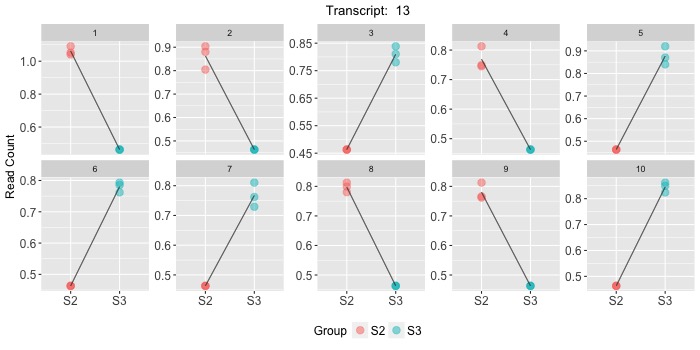 Transcript: 13
1 2 3 4 5
1.0 0.9 0.85 0.8 0.9
0.8 0.8 0.75 0.7 0.8
0.6 0.7 0.65 0.6 0.7
0.6 0.55 0.5 0.6
0.5 0.45 0.5
Read Count
6 7 8 9 10
0.8 0.8 0.8 0.8 0.8
0.7 0.7 0.7 0.7 0.7
0.6 0.6 0.6 0.6 0.6
0.5 0.5 0.5 0.5 0.5
S2 S3 S2 S3 S2 S3 S2 S3 S2 S3
Group S2 S3